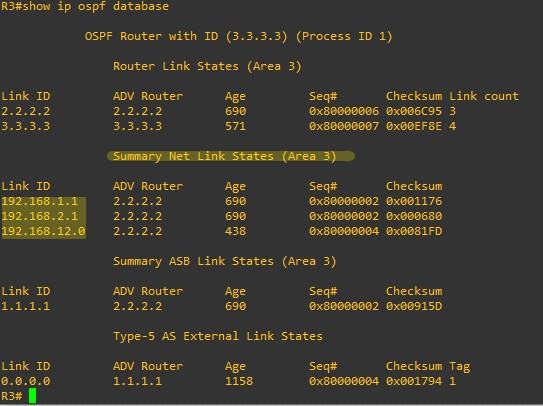 R3#show ip ospf database
OSPF Router with ID (3.3.3.3) (Process ID 1)
Router Link States (Area 3)
Link ID ADV Router Age Seq# Checksum Link count
2.2.2.2 2.2.2.2 690 0x80000006 0x006C95 3
3.3.3.3 3.3.3.3 571 0x80000007 0x00EF8E 4
Summary Net Link States (Area 3)
Link ID ADV Router Age Seq# Checksum
192.168.1.1 2.2.2.2 690 0x80000002 0x001176
192.168.2.1 2.2.2.2 690 0x80000002 0x000680
192.168.12.0 2.2.2.2 438 0x80000004 0x0081FD
Summary ASB Link States (Area 3)
Link ID ADV Router Age Seq# Checksum
1.1.1.1 2.2.2.2 690 0x80000002 0x00915D
Type-5 AS External Link States
Link ID ADV Router Age Seq# Checksum Tag
0.0.0.0 1.1.1.1 1158 0x80000004 0x001794 1
R3#